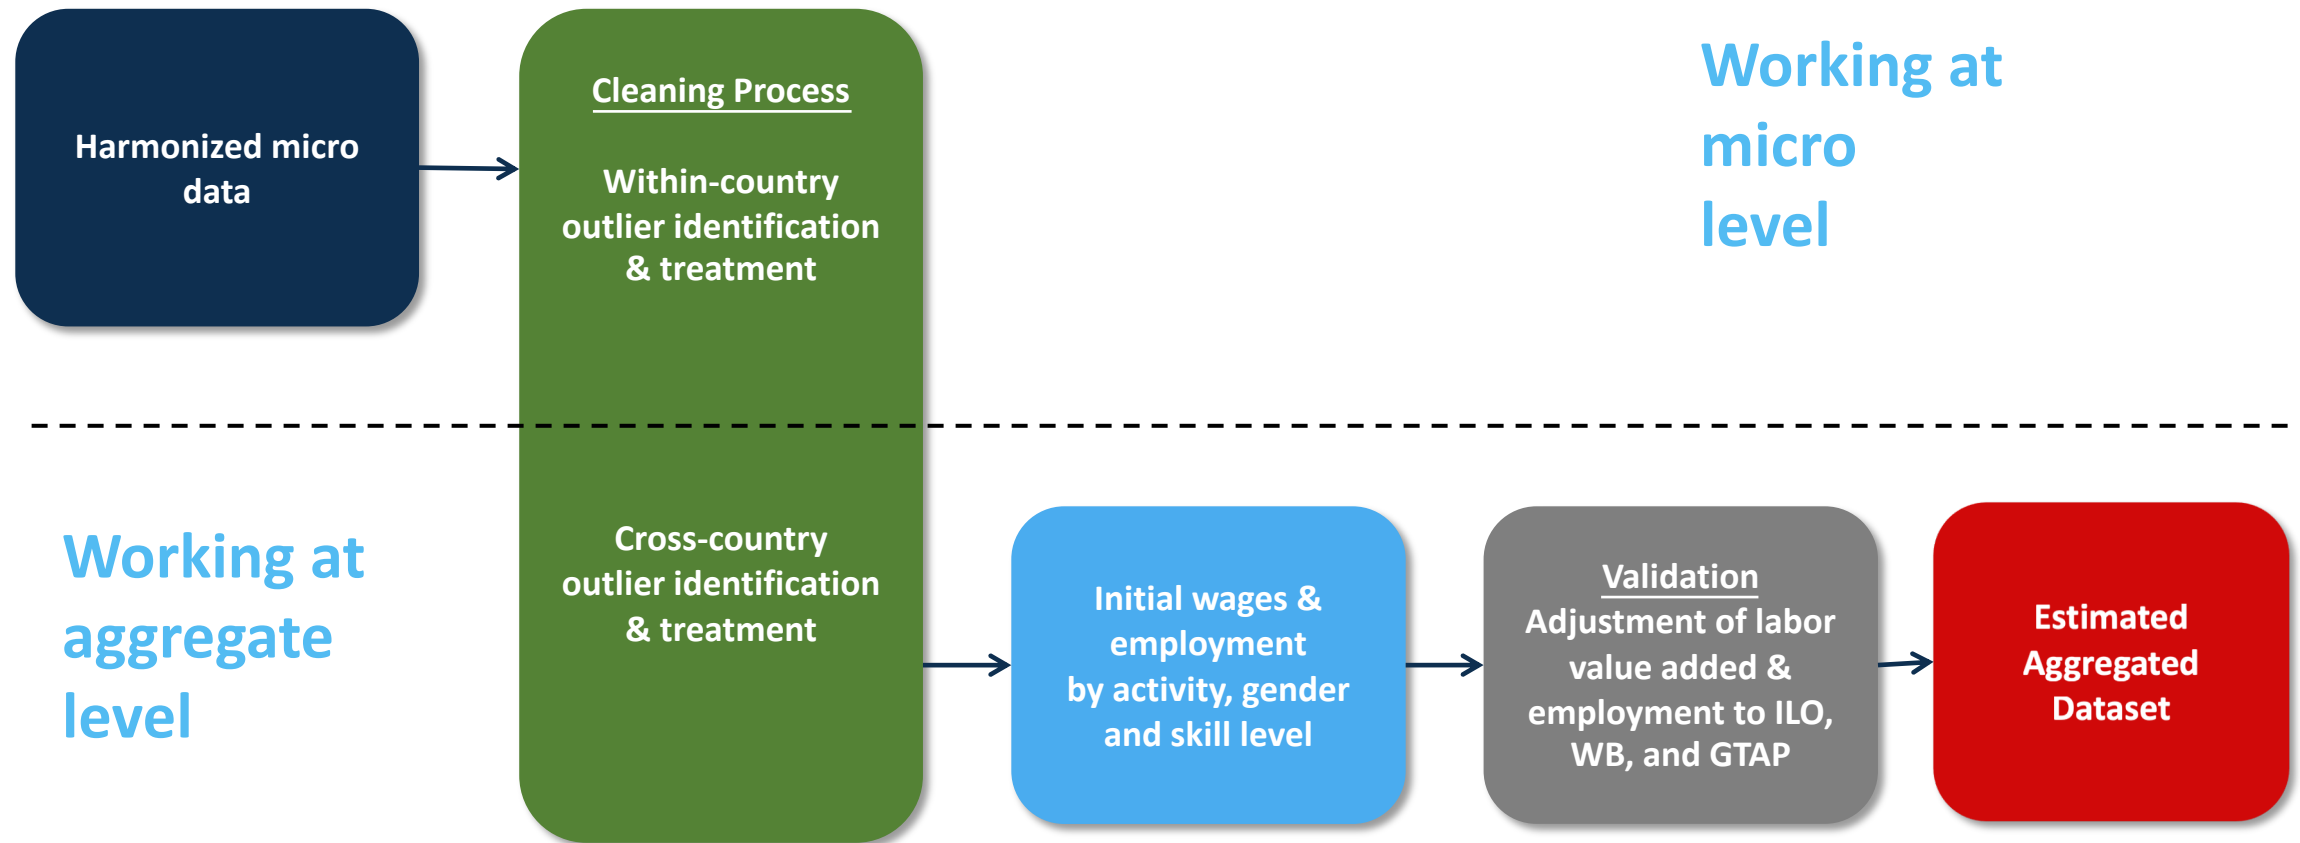 Harmonized micro
data
Cleaning Process
Within-country
outlier identification
& treatment
Working at
micro
level
Working at
aggregate
level
Cross-country
outlier identification
& treatment
Initial wages &
employment
by activity, gender
and skill level
Validation
Adjustment of labor
value added &
employment to ILO,
WB, and GTAP
Estimated
Aggregated
Dataset